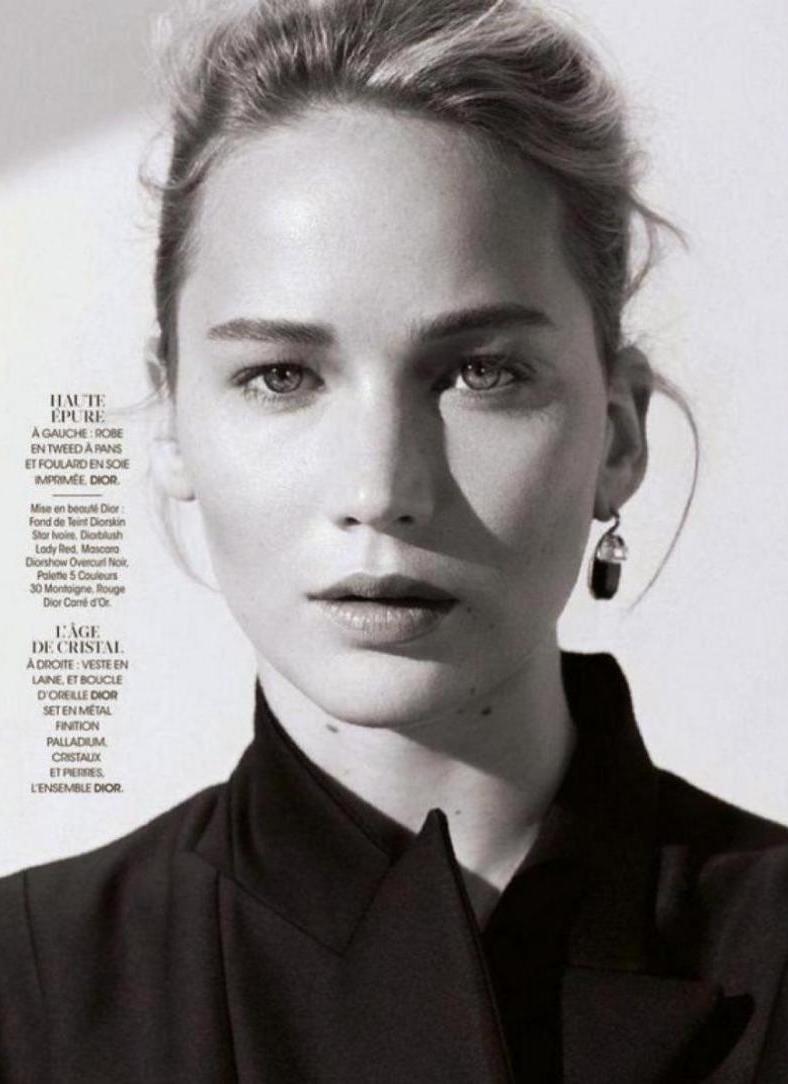 HAUTE
ÉPURE
À GAUCHE : ROBE
EN TWEED À PANS
ET FOULARD EN SOIE
IMPRIMÉE, DIOR.
Mise en beauté Dior :
Fond de Teint Diorskin
Star Ivoire, Diorblush
Lady Red, Mascara
Diorshow Overcurl Noir,
Palette 5 Couleurs
30 Montaigne, Rouge
Dior Carré d'Or.
L'ÂGE
DE CRISTAL
À DROITE : VESTE EN
LAINE, ET BOUCLE
D'OREILLE DIOR
SET EN MÉTAL
FINITION
PALLADIUM,
CRISTAUX
ET PIERRES,
L'ENSEMBLE DIOR.